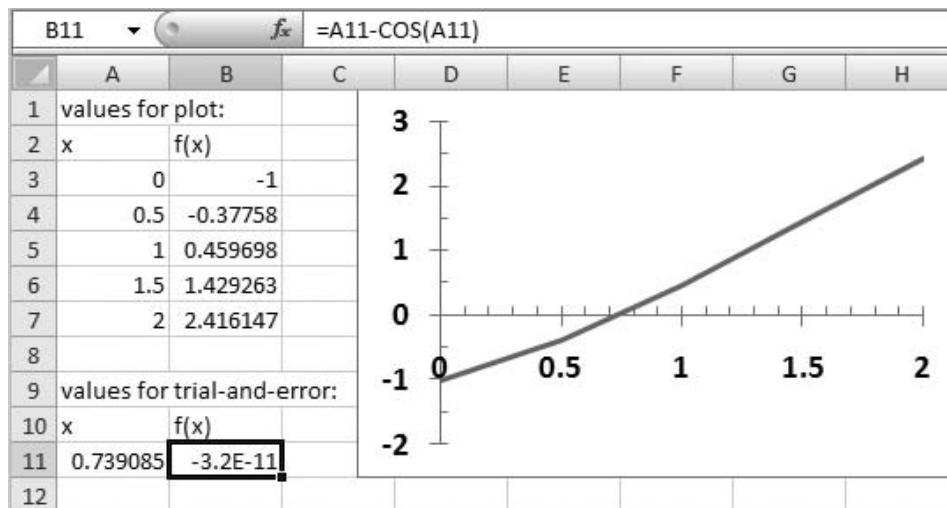 B11 fx =A11-COS(A11)
A B C D E F G H
1 values for plot:
2 x f(x)
3 0 -1
4 0.5 -0.37758
5 1 0.459698
6 1.5 1.429263
7 2 2.416147
8
9 values for trial-and-error:
10 x f(x)
11 0.739085 -3.2E-11
12
3
2
1
0
-1
-2
0 0.5 1 1.5 2